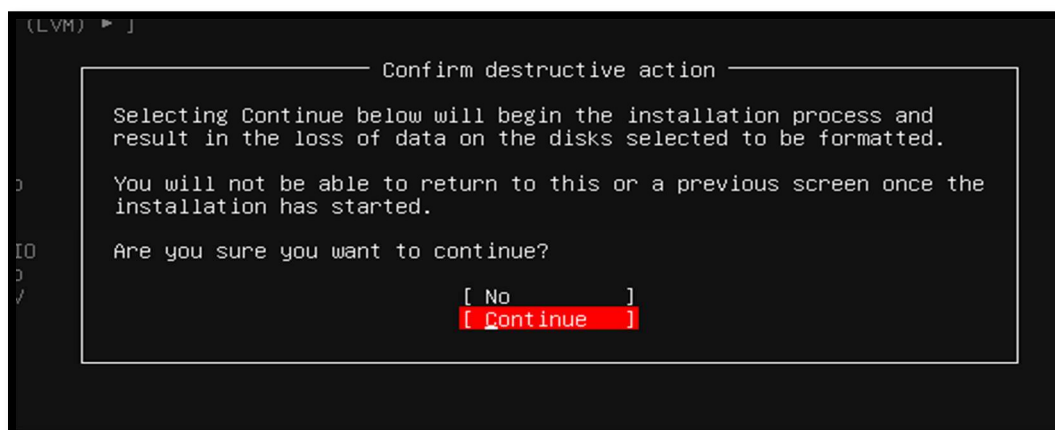 (LVM) ► ]
Confirm destructive action
Selecting Continue below will begin the installation process and
result in the loss of data on the disks selected to be formatted.
You will not be able to return to this or a previous screen once the
installation has started.
IO
Are you sure you want to continue?
[ No ]
[ Continue ]